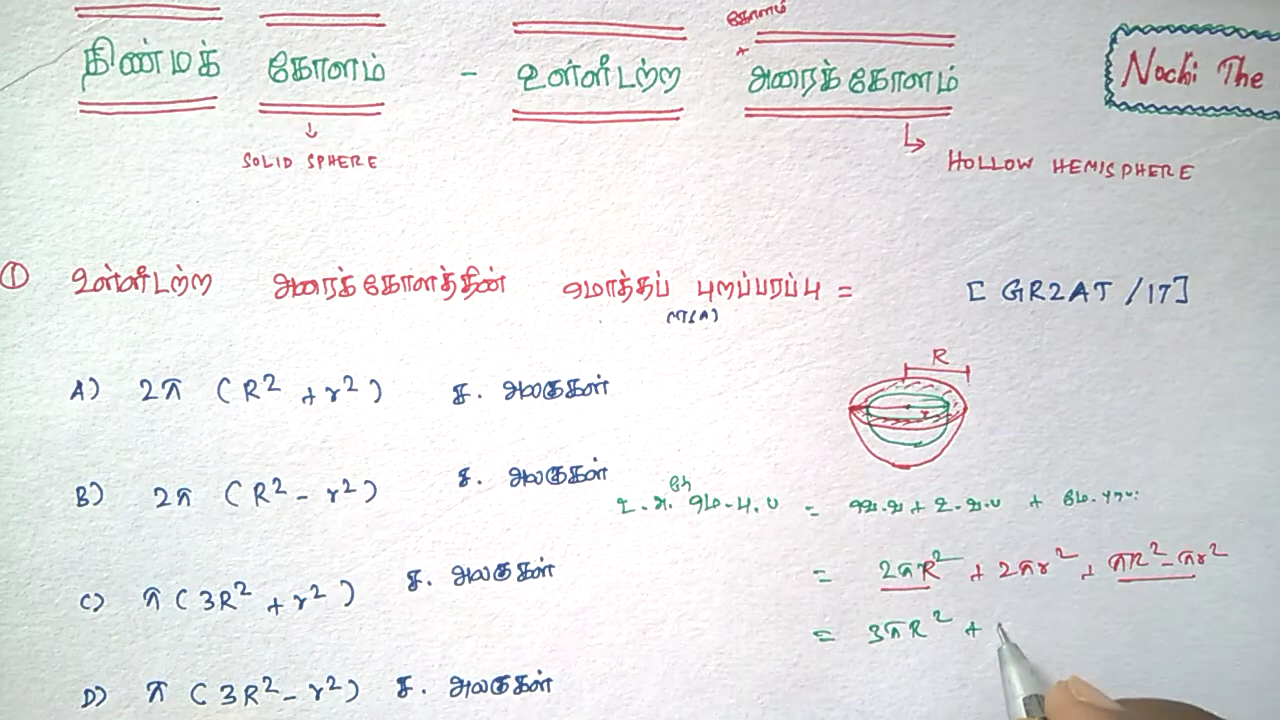 கோளம்
திண்மக் கோளம் - உள்ளீடற்ற * அரைக்கோளம்
Nochi The
SOLID SPHERE
HOLLOW HEMISPHERE
① உள்ளீடற்ற அரைக்கோளத்தின் மொத்தப் புறப்பரப்பு = [ GR2AT /17]
(TSA)
R
A) 2π (R² + r²) ச. அலகுகள்
r
B) 2π (R² - r²) ச. அலகுகள்
உ.அ.கோ மொ.பு.ப = வெ.வ + உ.வ.ப + மே.புற:
= 2πR² + 2πr² + πR² - πr²
C) π (3R² + r²) ச. அலகுகள்
= 3πR² +
D) π (3R² - r²) ச. அலகுகள்